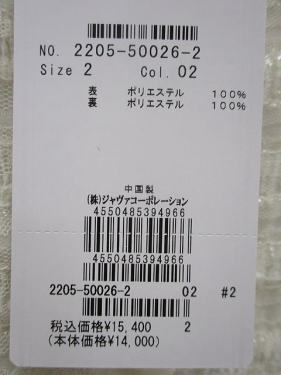 NO. 2205-50026-2
Size 2 Col. 02
表 ポリエステル 100%
裏 ポリエステル 100%
中国製
(株)ジャヴァコーポレーション
4550485394966
4550485394966
2205-50026-2 02 #2
税込価格¥15,400 2
(本体価格¥14,000)